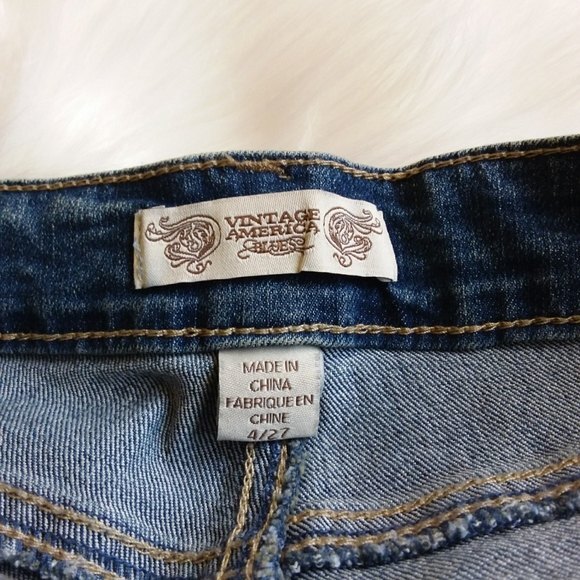 VINTAGE
AMERICA
BLUES
MADE IN
CHINA
FABRIQUE EN
CHINE
4/27